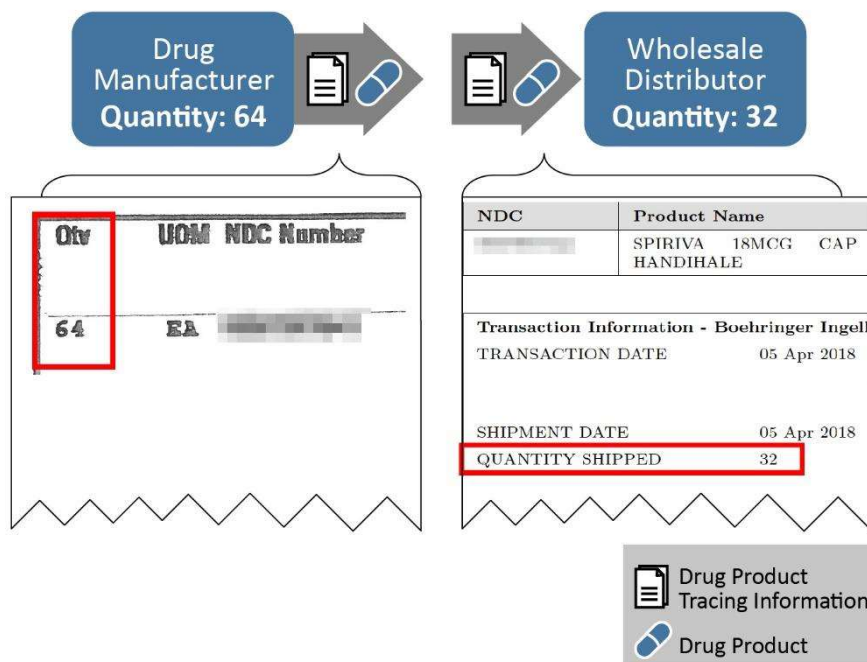 Drug
Manufacturer
Quantity: 64
Wholesale
Distributor
Quantity: 32
Qty UOM NDC Number
64 EA
NDC Product Name
SPIRIVA 18MCG CAP
HANDIHALE
Transaction Information - Boehringer Ingell
TRANSACTION DATE 05 Apr 2018
SHIPMENT DATE 05 Apr 2018
QUANTITY SHIPPED 32
Drug Product
Tracing Information
Drug Product